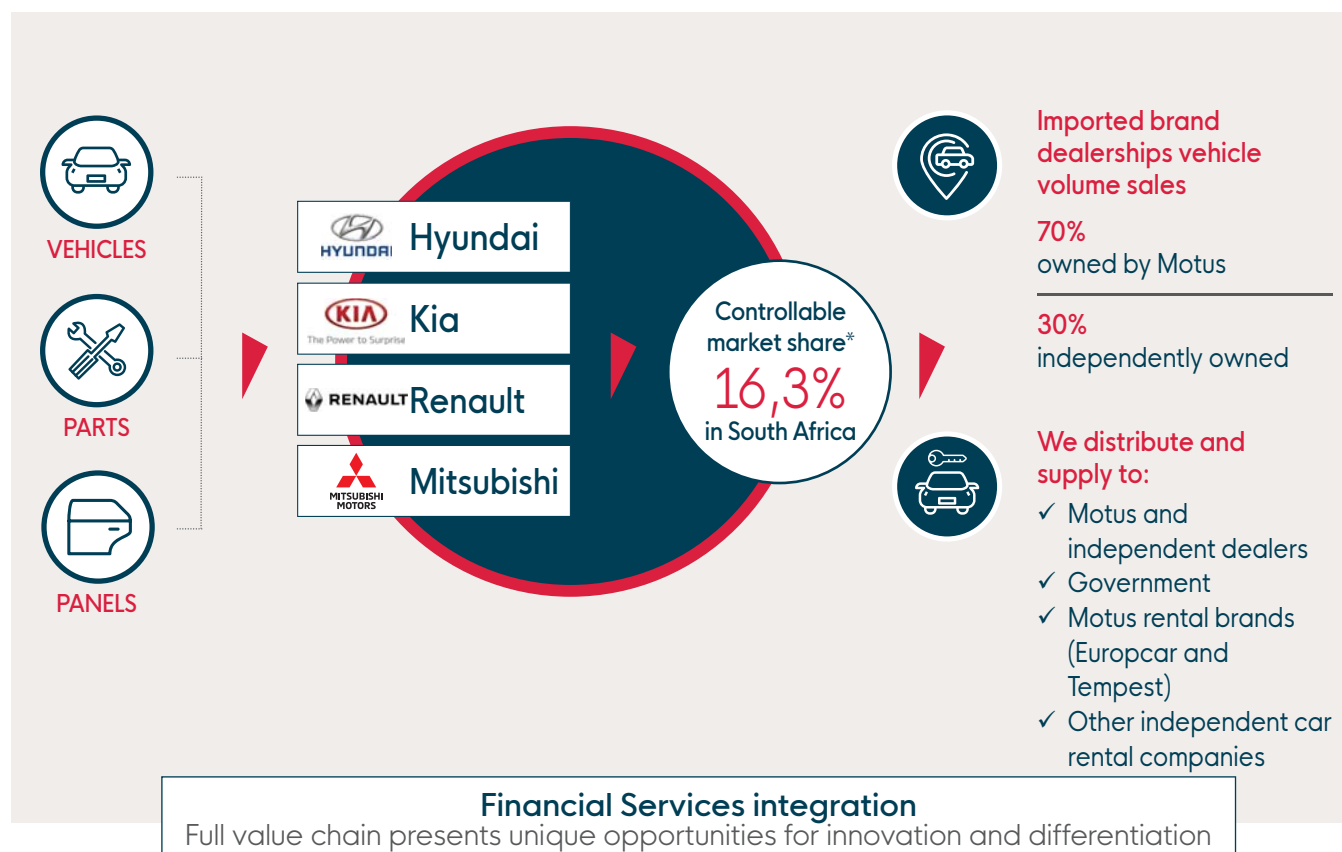 VEHICLES
PARTS
PANELS
HYUNDAI
Hyundai
KIA
The Power to Surprise
Kia
RENAULT
Renault
MITSUBISHI
MOTORS
Mitsubishi
Controllable
market share*
16,3%
in South Africa
Imported brand
dealerships vehicle
volume sales
70%
owned by Motus
30%
independently owned
We distribute and
supply to:
✓ Motus and
independent dealers
✓ Government
✓ Motus rental brands
(Europcar and
Tempest)
✓ Other independent car
rental companies
Financial Services integration
Full value chain presents unique opportunities for innovation and differentiation